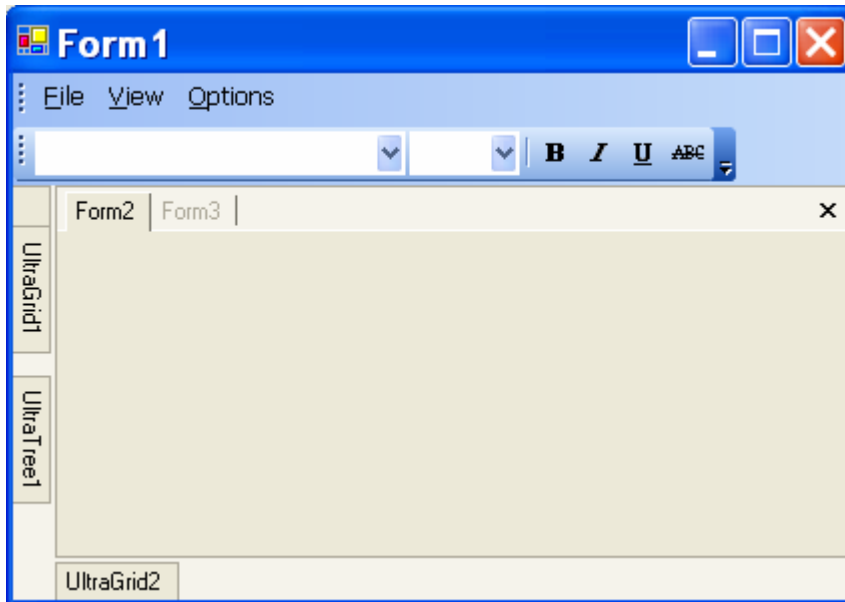 Form1
File View Options
B I U ABC
Form2 Form3
UltraGrid1
UltraTree1
UltraGrid2